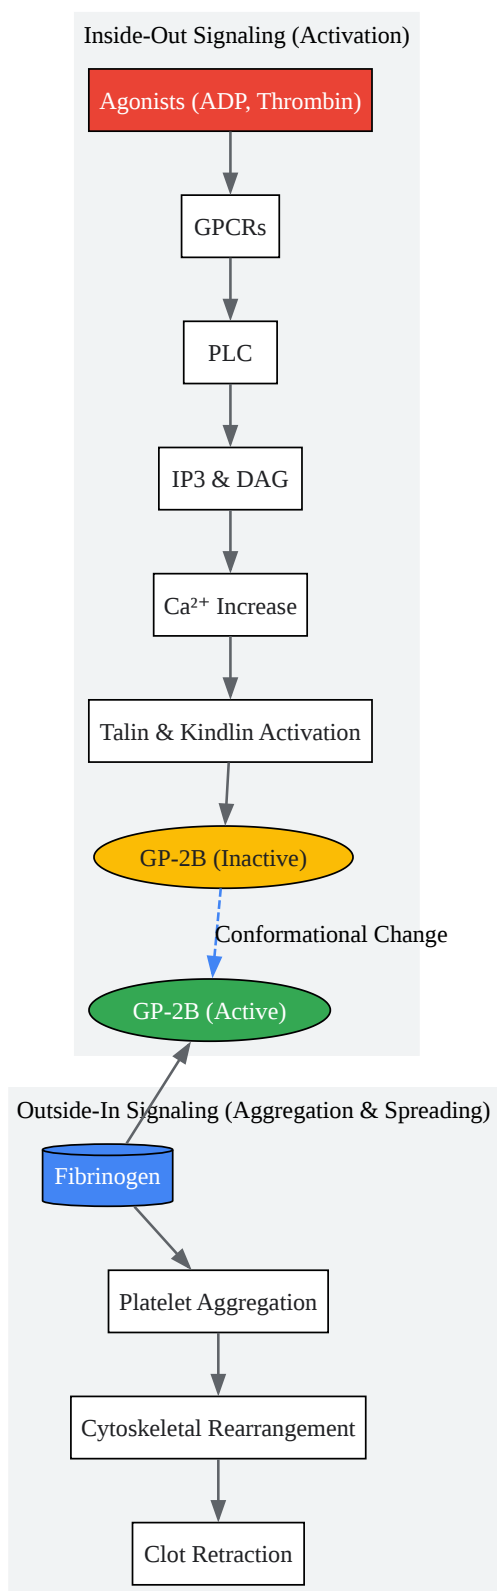 Inside-Out Signaling (Activation)
Agonists (ADP, Thrombin)
GPCRs
PLC
IP3 & DAG
Ca²⁺ Increase
Talin & Kindlin Activation
GP-2B (Inactive)
Conformational Change
GP-2B (Active)
Outside-In Signaling (Aggregation & Spreading)
Fibrinogen
Platelet Aggregation
Cytoskeletal Rearrangement
Clot Retraction